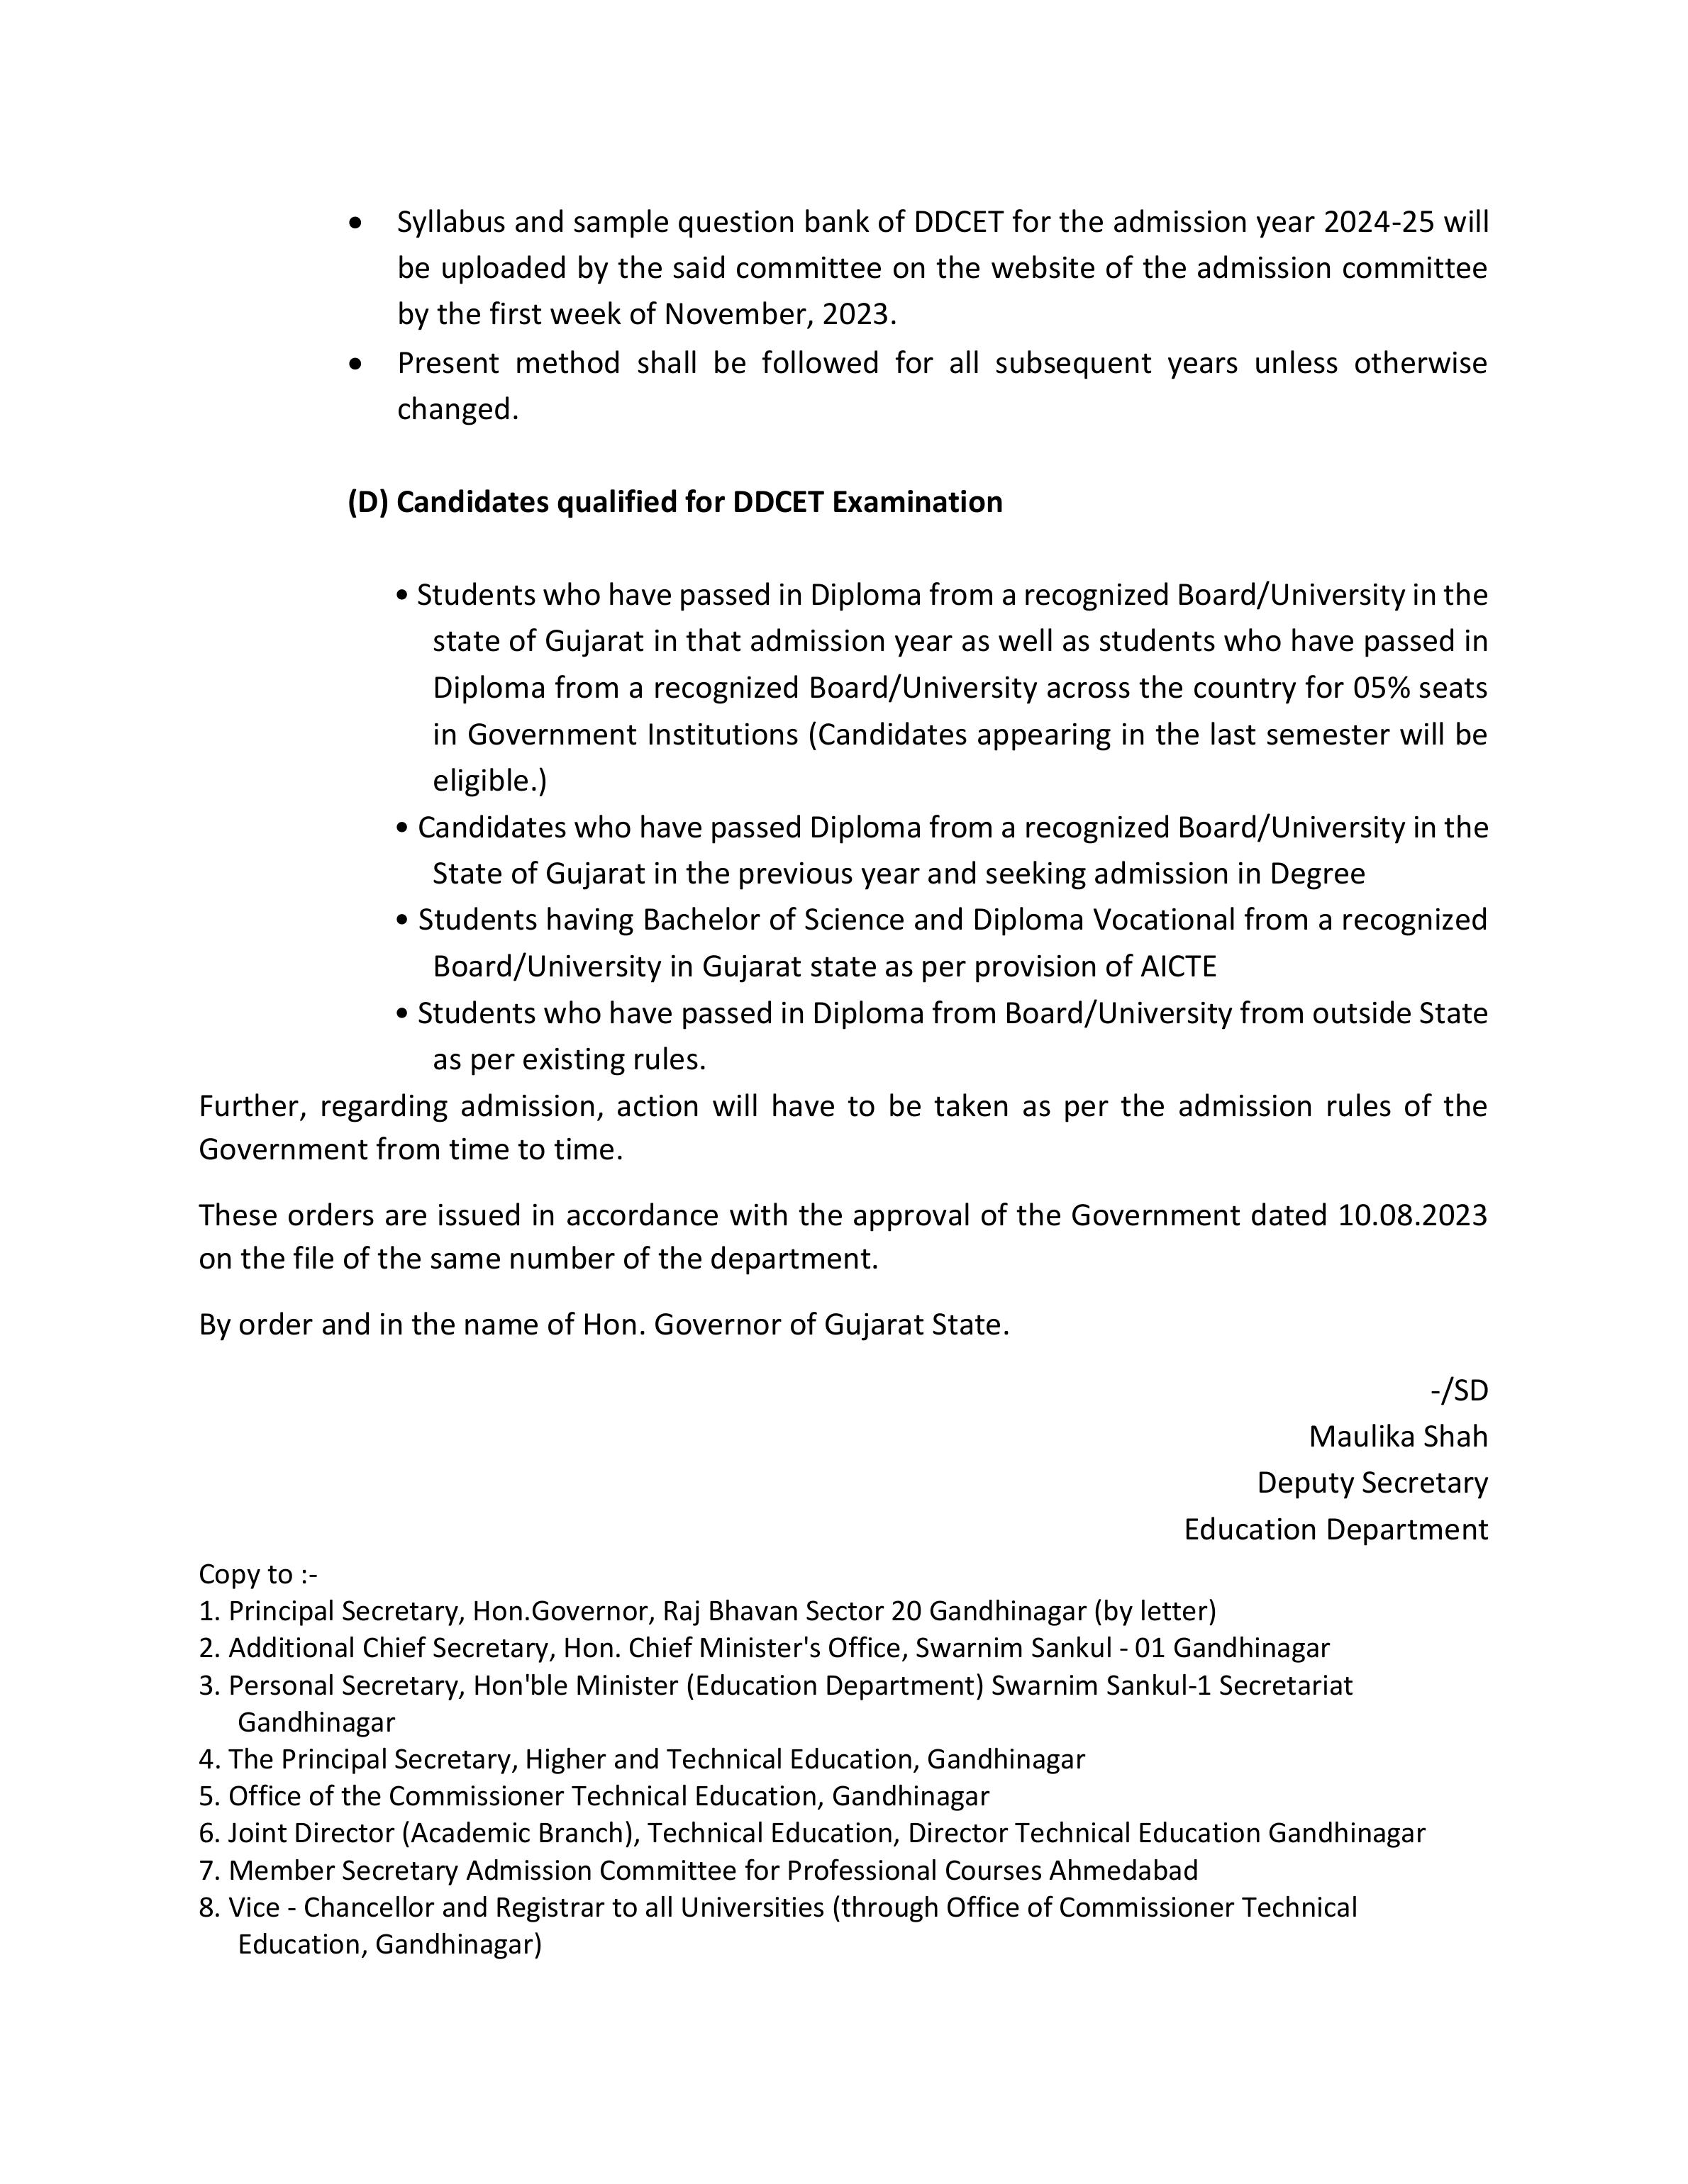 • Syllabus and sample question bank of DDCET for the admission year 2024-25 will
be uploaded by the said committee on the website of the admission committee
by the first week of November, 2023.
• Present method shall be followed for all subsequent years unless otherwise
changed.
(D) Candidates qualified for DDCET Examination
• Students who have passed in Diploma from a recognized Board/University in the
state of Gujarat in that admission year as well as students who have passed in
Diploma from a recognized Board/University across the country for 05% seats
in Government Institutions (Candidates appearing in the last semester will be
eligible.)
• Candidates who have passed Diploma from a recognized Board/University in the
State of Gujarat in the previous year and seeking admission in Degree
• Students having Bachelor of Science and Diploma Vocational from a recognized
Board/University in Gujarat state as per provision of AICTE
• Students who have passed in Diploma from Board/University from outside State
as per existing rules.
Further, regarding admission, action will have to be taken as per the admission rules of the
Government from time to time.
These orders are issued in accordance with the approval of the Government dated 10.08.2023
on the file of the same number of the department.
By order and in the name of Hon. Governor of Gujarat State.
-/SD
Maulika Shah
Deputy Secretary
Education Department
Copy to :-
1. Principal Secretary, Hon.Governor, Raj Bhavan Sector 20 Gandhinagar (by letter)
2. Additional Chief Secretary, Hon. Chief Minister's Office, Swarnim Sankul - 01 Gandhinagar
3. Personal Secretary, Hon'ble Minister (Education Department) Swarnim Sankul-1 Secretariat
Gandhinagar
4. The Principal Secretary, Higher and Technical Education, Gandhinagar
5. Office of the Commissioner Technical Education, Gandhinagar
6. Joint Director (Academic Branch), Technical Education, Director Technical Education Gandhinagar
7. Member Secretary Admission Committee for Professional Courses Ahmedabad
8. Vice - Chancellor and Registrar to all Universities (through Office of Commissioner Technical
Education, Gandhinagar)